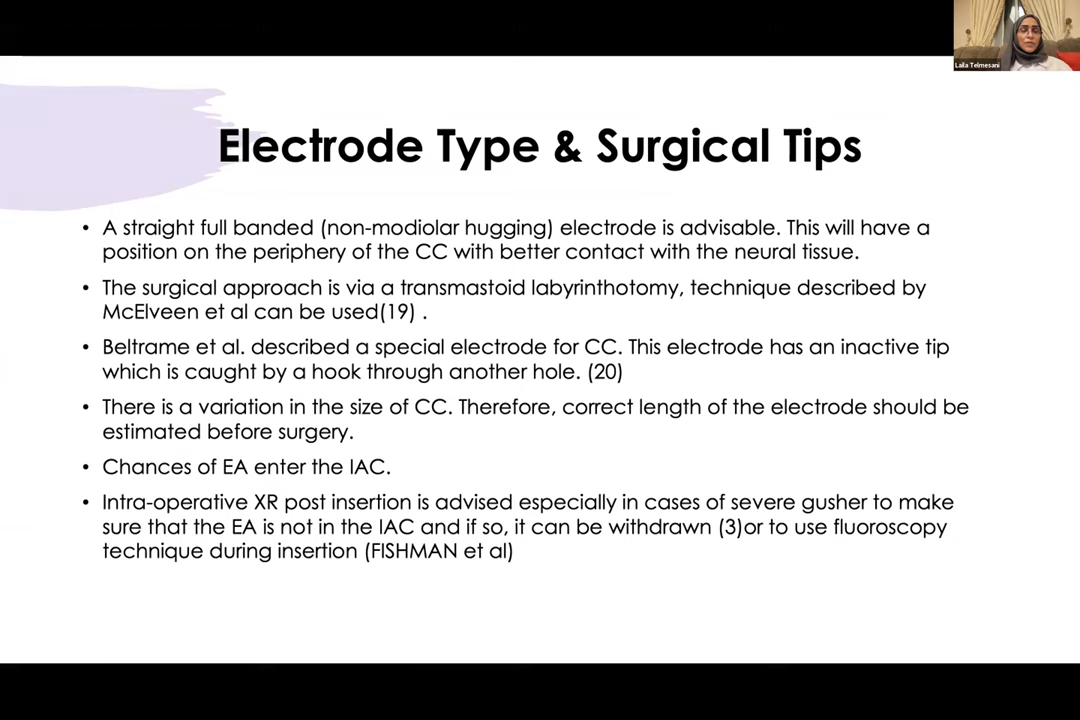 Laila Telmesani
Electrode Type & Surgical Tips
• A straight full banded (non-modiolar hugging) electrode is advisable. This will have a
position on the periphery of the CC with better contact with the neural tissue.
• The surgical approach is via a transmastoid labyrinthotomy, technique described by
McElveen et al can be used(19) .
• Beltrame et al. described a special electrode for CC. This electrode has an inactive tip
which is caught by a hook through another hole. (20)
• There is a variation in the size of CC. Therefore, correct length of the electrode should be
estimated before surgery.
• Chances of EA enter the IAC.
• Intra-operative XR post insertion is advised especially in cases of severe gusher to make
sure that the EA is not in the IAC and if so, it can be withdrawn (3)or to use fluoroscopy
technique during insertion (FISHMAN et al)